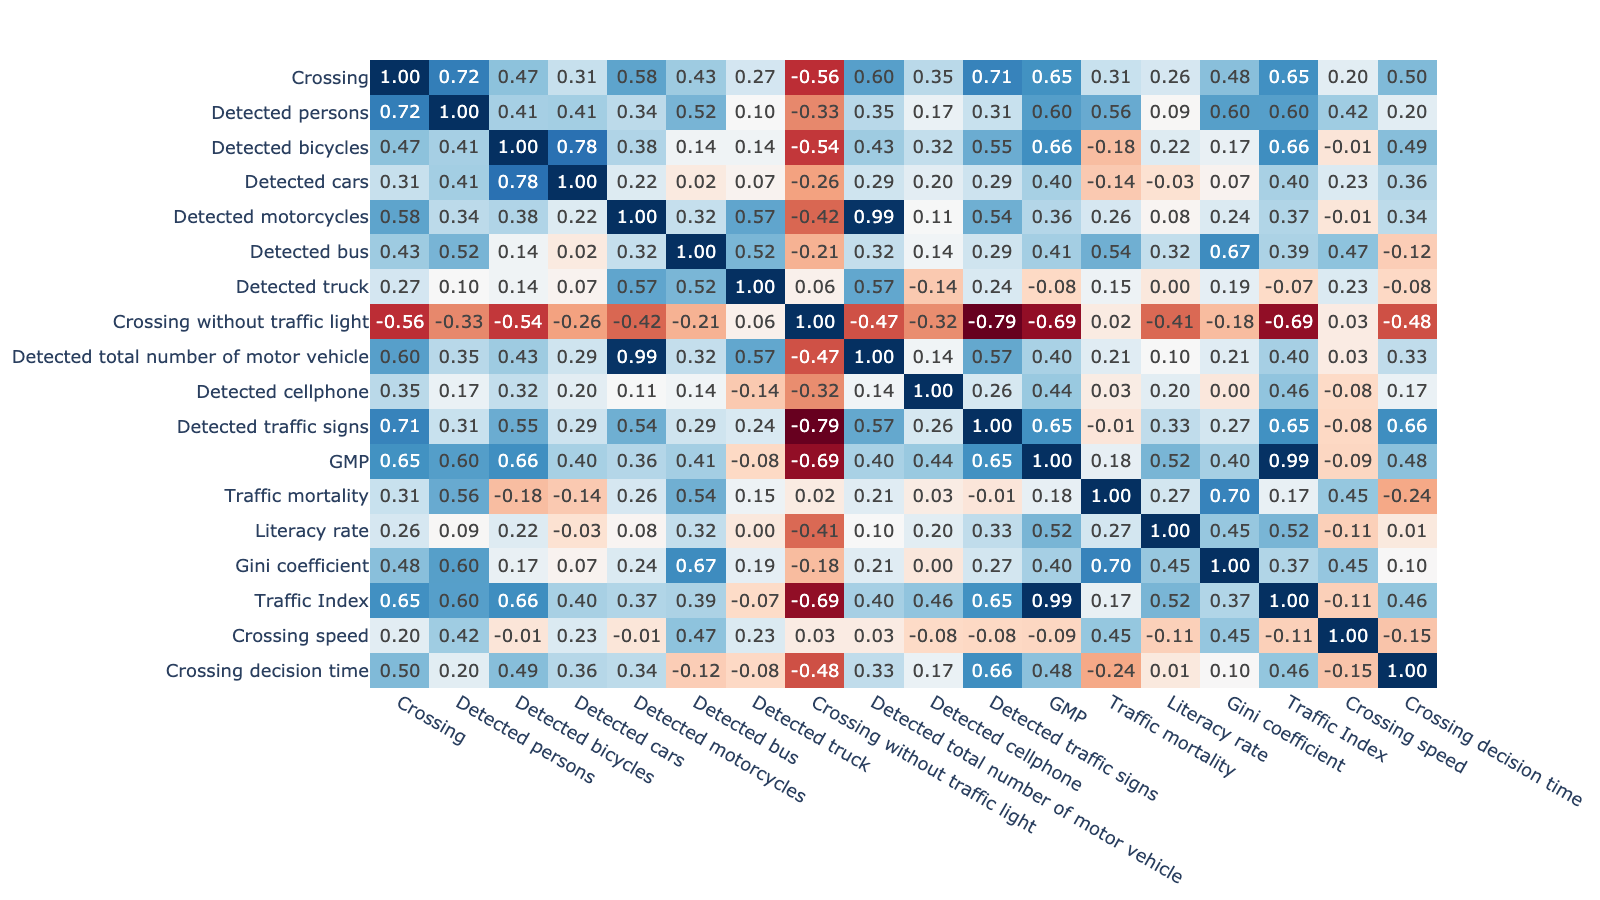 Crossing 1.00 0.72 0.47 0.31 0.58 0.43 0.27 -0.56 0.60 0.35 0.71 0.65 0.31 0.26 0.48 0.65 0.20 0.50
Detected persons 0.72 1.00 0.41 0.41 0.34 0.52 0.10 -0.33 0.35 0.17 0.31 0.60 0.56 0.09 0.60 0.60 0.42 0.20
Detected bicycles 0.47 0.41 1.00 0.78 0.38 0.14 0.14 -0.54 0.43 0.32 0.55 0.66 -0.18 0.22 0.17 0.66 -0.01 0.49
Detected cars 0.31 0.41 0.78 1.00 0.22 0.02 0.07 -0.26 0.29 0.20 0.29 0.40 -0.14 -0.03 0.07 0.40 0.23 0.36
Detected motorcycles 0.58 0.34 0.38 0.22 1.00 0.32 0.57 -0.42 0.99 0.11 0.54 0.36 0.26 0.08 0.24 0.37 -0.01 0.34
Detected bus 0.43 0.52 0.14 0.02 0.32 1.00 0.52 -0.21 0.32 0.14 0.29 0.41 0.54 0.32 0.67 0.39 0.47 -0.12
Detected truck 0.27 0.10 0.14 0.07 0.57 0.52 1.00 0.06 0.57 -0.14 0.24 -0.08 0.15 0.00 0.19 -0.07 0.23 -0.08
Crossing without traffic light -0.56 -0.33 -0.54 -0.26 -0.42 -0.21 0.06 1.00 -0.47 -0.32 -0.79 -0.69 0.02 -0.41 -0.18 -0.69 0.03 -0.48
Detected total number of motor vehicle 0.60 0.35 0.43 0.29 0.99 0.32 0.57 -0.47 1.00 0.14 0.57 0.40 0.21 0.10 0.21 0.40 0.03 0.33
Detected cellphone 0.35 0.17 0.32 0.20 0.11 0.14 -0.14 -0.32 0.14 1.00 0.26 0.44 0.03 0.20 0.00 0.46 -0.08 0.17
Detected traffic signs 0.71 0.31 0.55 0.29 0.54 0.29 0.24 -0.79 0.57 0.26 1.00 0.65 -0.01 0.33 0.27 0.65 -0.08 0.66
GMP 0.65 0.60 0.66 0.40 0.36 0.41 -0.08 -0.69 0.40 0.44 0.65 1.00 0.18 0.52 0.40 0.99 -0.09 0.48
Traffic mortality 0.31 0.56 -0.18 -0.14 0.26 0.54 0.15 0.02 0.21 0.03 -0.01 0.18 1.00 0.27 0.70 0.17 0.45 -0.24
Literacy rate 0.26 0.09 0.22 -0.03 0.08 0.32 0.00 -0.41 0.10 0.20 0.33 0.52 0.27 1.00 0.45 0.52 -0.11 0.01
Gini coefficient 0.48 0.60 0.17 0.07 0.24 0.67 0.19 -0.18 0.21 0.00 0.27 0.40 0.70 0.45 1.00 0.37 0.45 0.10
Traffic Index 0.65 0.60 0.66 0.40 0.37 0.39 -0.07 -0.69 0.40 0.46 0.65 0.99 0.17 0.52 0.37 1.00 -0.11 0.46
Crossing speed 0.20 0.42 -0.01 0.23 -0.01 0.47 0.23 0.03 0.03 -0.08 -0.08 -0.09 0.45 -0.11 0.45 -0.11 1.00 -0.15
Crossing decision time 0.50 0.20 0.49 0.36 0.34 -0.12 -0.08 -0.48 0.33 0.17 0.66 0.48 -0.24 0.01 0.10 0.46 -0.15 1.00
Crossing
Detected persons
Detected bicycles
Detected cars
Detected motorcycles
Detected bus
Detected truck
Crossing without traffic light
Detected total number of motor vehicle
Detected cellphone
Detected traffic signs
GMP
Traffic mortality
Literacy rate
Gini coefficient
Traffic Index
Crossing speed
Crossing decision time